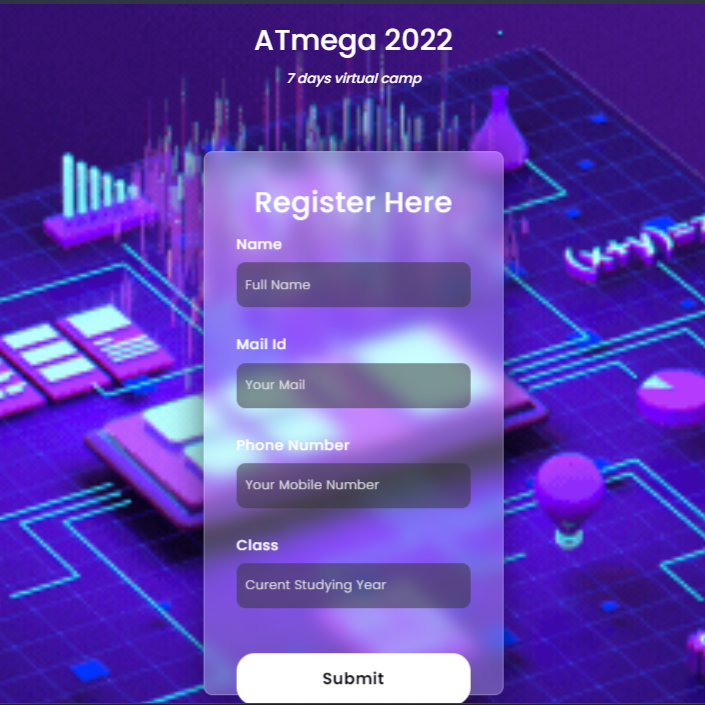 ATmega 2022
7 days virtual camp
Register Here
Name
Full Name
Mail Id
Your Mail
Phone Number
Your Mobile Number
Class
Curent Studying Year
Submit